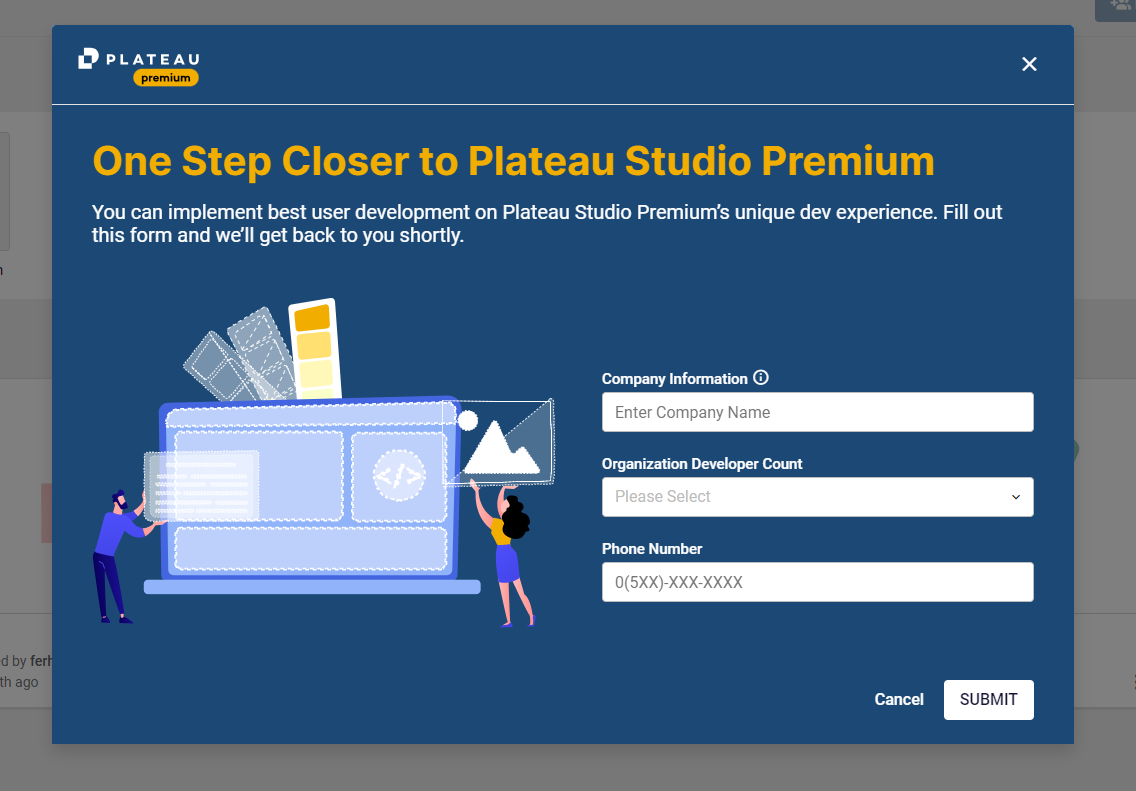 PLATEAU
premium
One Step Closer to Plateau Studio Premium
You can implement best user development on Plateau Studio Premium’s unique dev experience. Fill out
this form and we’ll get back to you shortly.
</>
Company Information
Enter Company Name
Organization Developer Count
Please Select
Phone Number
0(5XX)-XXX-XXXX
d by ferh
th ago
Cancel
SUBMIT